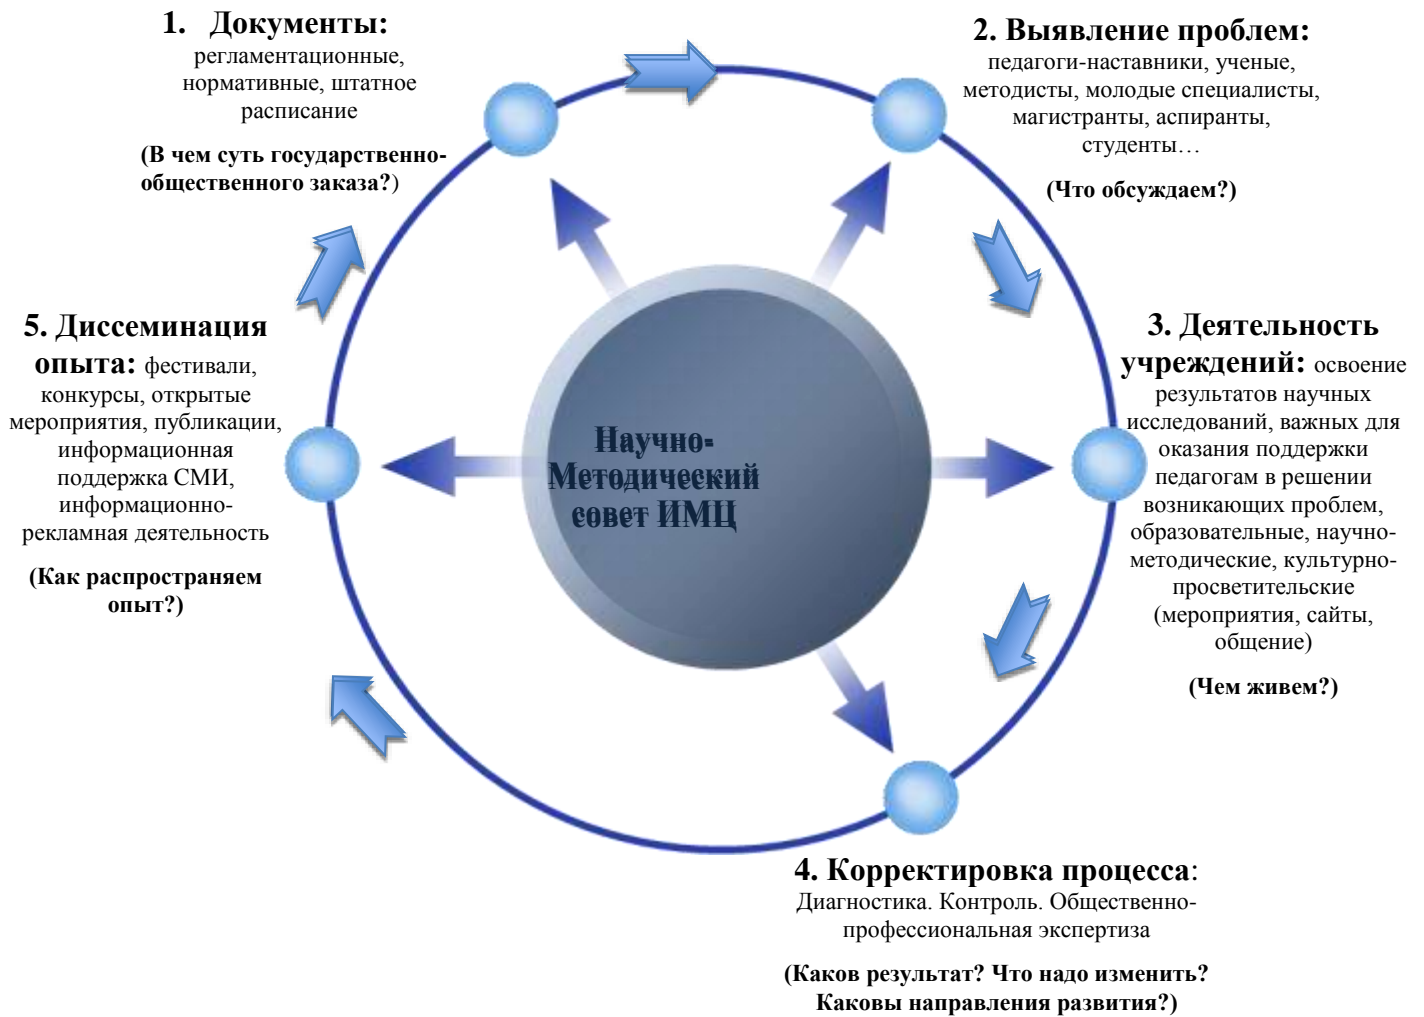 1. Документы:
регламентационные,
нормативные, штатное
расписание
(В чем суть государственно-
общественного заказа?)
2. Выявление проблем:
педагоги-наставники, ученые,
методисты, молодые специалисты,
магистранты, аспиранты,
студенты…
(Что обсуждаем?)
3. Деятельность
учреждений: освоение
результатов научных
исследований, важных для
оказания поддержки
педагогам в решении
возникающих проблем,
образовательные, научно-
методические, культурно-
просветительские
(мероприятия, сайты,
общение)
(Чем живем?)
4. Корректировка процесса:
Диагностика. Контроль. Общественно-
профессиональная экспертиза
(Каков результат? Что надо изменить?
Каковы направления развития?)
5. Диссеминация
опыта: фестивали,
конкурсы, открытые
мероприятия, публикации,
информационная
поддержка СМИ,
информационно-
рекламная деятельность
(Как распространяем
опыт?)
Научно-
Методический
совет ИМЦ